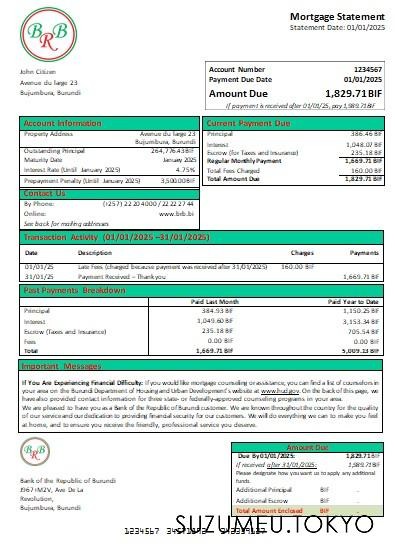 BRB
Mortgage Statement
Statement Date: 01/01/2025
John Citizen
Avenue du large 23
Bujumbura, Burundi
Account Number 1234567
Payment Due Date 01/01/2025
Amount Due 1,829.71 BIF
If payment is received after 01/01/25, pay 1,989.71BIF
Account Information
Property Address Avenue du large 23
Bujumbura, Burundi
Outstanding Principal 264,776.43BIF
Maturity Date January 2025
Interest Rate (Until January 2025) 4.75%
Prepayment Penalty (Until January 2025) 3,500.00BIF
Contact Us
By Phone: (+257) 22 20 4000 / 22 22 27 44
Online: www.brb.bi
See back for mailing addresses
Current Payment Due
Principal 386.46 BIF
Interest 1,048.07 BIF
Escrow (for Taxes and Insurance) 235.18 BIF
Regular Monthly Payment 1,669.71 BIF
Total Fees Charged 160.00 BIF
Total Amount Due 1,829.71 BIF
Transaction Activity (01/01/2025 –31/01/2025)
Date Description Charges Payments
01/01/25 Late Fees (charged because payment was received after 31/01/2025) 160.00 BIF
31/01/25 Payment Received – Thank you 1,669.71 BIF
Past Payments Breakdown
Paid Last Month Paid Year to Date
Principal 384.93 BIF 1,150.25 BIF
Interest 1,049.60 BIF 3,153.34 BIF
Escrow (Taxes and Insurance) 235.18 BIF 705.54 BIF
Fees 0.00 BIF 0.00 BIF
Total 1,669.71 BIF 5,009.13 BIF
Important Messages
If You Are Experiencing Financial Difficulty: If you would like mortgage counseling or assistance, you can find a list of counselors in
your area on the Burundi Department of Housing and Urban Development's website at www.hud.gov. On the back of this page, we
have also provided contact information for three state- or federally-approved counseling programs in your area.
We are pleased to have you as a Bank of the Republic of Burundi customer. We are known throughout the country for the quality
of our service and our dedication to providing financial security for our customers. We will do everything we can to make you feel
at home, and to ensure you receive the friendly, professional service you deserve.
BRB
Bank of the Republic of Burundi
J967+M2V, Ave De La
Revolution,
Bujumbura, Burundi
Amount Due
Due By 01/01/2025: 1,829.71 BIF
If received after 31/01/2025: 1,989.71BIF
Please designate how you want us to apply any additional
funds.
Additional Principal BIF .
Additional Escrow BIF .
Total Amount Enclosed BIF .
1234567
SUZUMEU.TOKYO